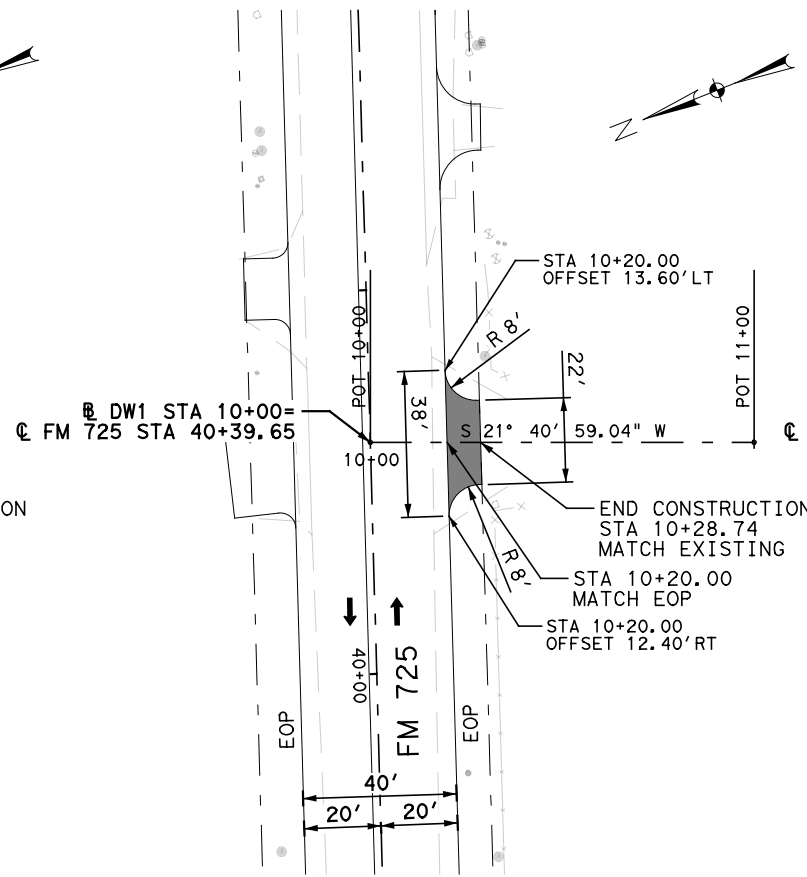 N
STA 10+20.00
OFFSET 13.60' LT
R 8'
22'
POT 10+00
POT 11+00
38'
℄ DW1 STA 10+00=
℄ FM 725 STA 40+39.65
S 21° 40' 59.04" W
℄
10+00
ON
END CONSTRUCTION
STA 10+28.74
MATCH EXISTING
R 8'
STA 10+20.00
MATCH EOP
STA 10+20.00
OFFSET 12.40' RT
40+00
FM 725
EOP
EOP
40'
20'
20'